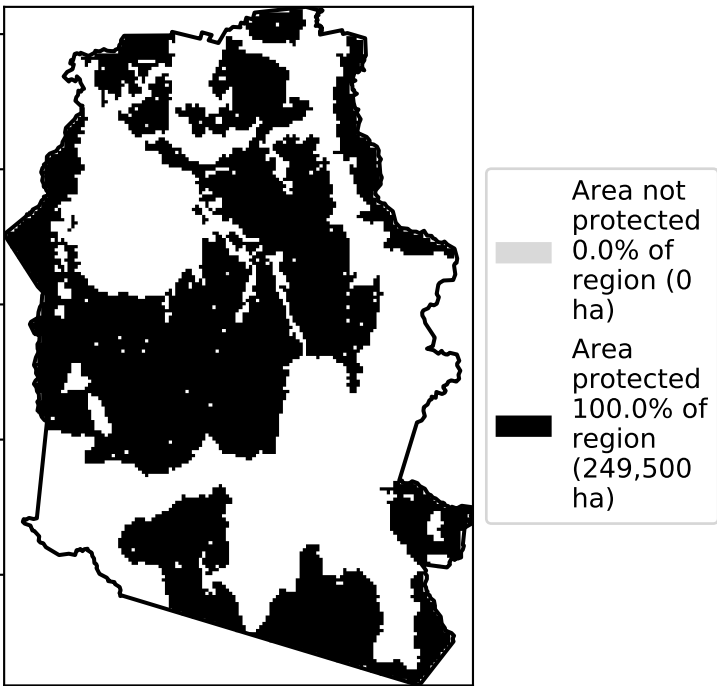 Area not
protected
0.0% of
region (0
ha)
Area
protected
100.0% of
region
(249,500
ha)